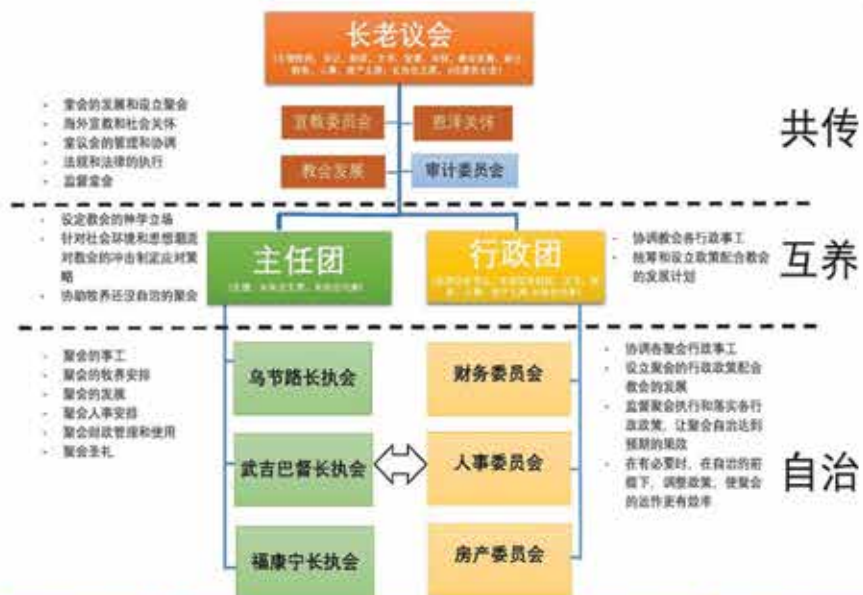 长老议会
堂会的发展和设立聚会
海外宣教和社会关怀
堂议会的管理和协调
法规和法律的执行
监督堂会
宣教委员会
恩泽关怀
教会发展
审计委员会
共传
设定教会的神学立场
针对社会环境和思想潮流
对教会的冲击制定应对策
略
协助牧养还没自治的聚会
主任团
行政团
协调教会各行政事工
统筹和设立政策配合教会
的发展计划
互养
聚会的事工
聚会的牧养安排
聚会的发展
聚会人事安排
聚会财政管理和使用
聚会圣礼
乌节路长执会
武吉巴督长执会
福康宁长执会
财务委员会
人事委员会
房产委员会
协调各聚会行政事工
设立聚会的行政政策配合
教会的发展
监督聚会执行和落实各行
政政策，让聚会自治达到
预期的果效
在有必要时，在自治的前
提下，调整政策，使聚会
的运作更有效率
自治